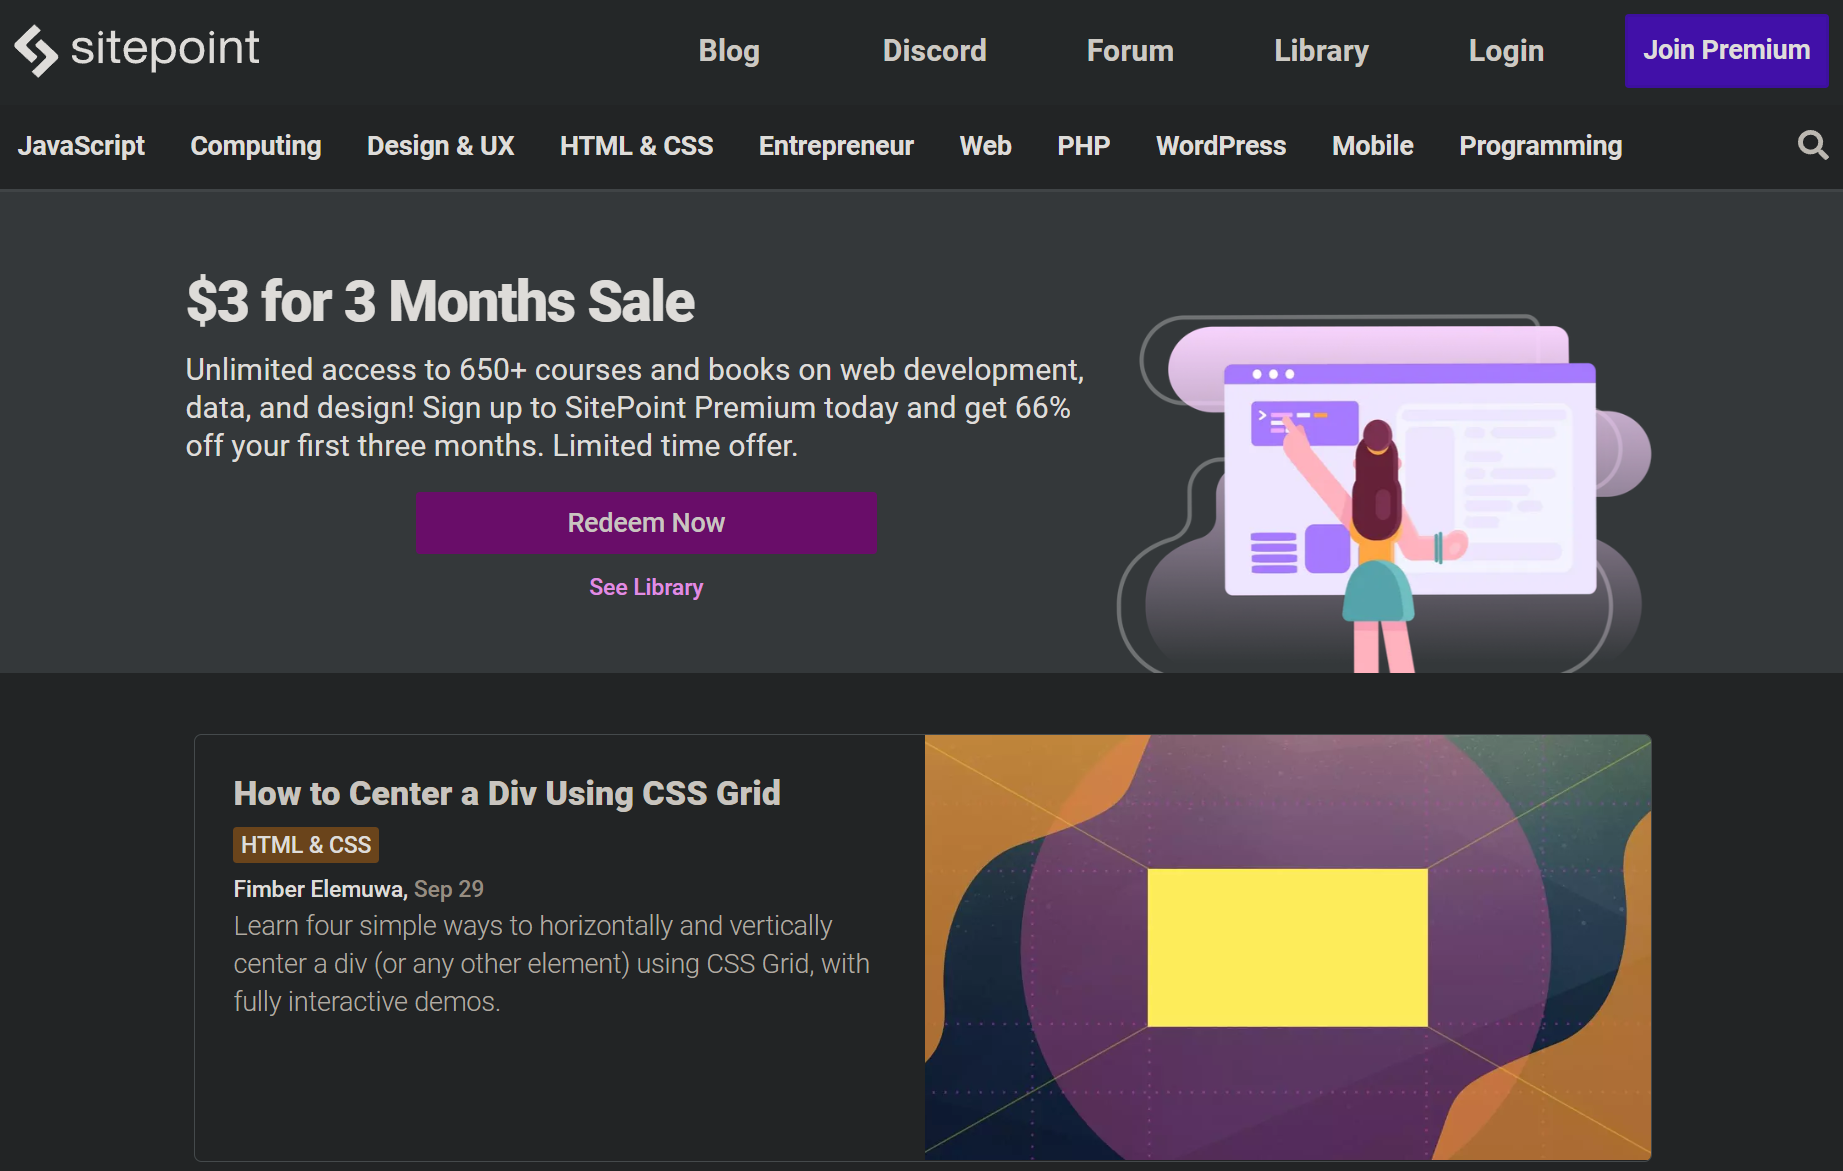 sitepoint
Blog
Discord
Forum
Library
Login
Join Premium
JavaScript
Computing
Design & UX
HTML & CSS
Entrepreneur
Web
PHP
WordPress
Mobile
Programming
$3 for 3 Months Sale
Unlimited access to 650+ courses and books on web development,
data, and design! Sign up to SitePoint Premium today and get 66%
off your first three months. Limited time offer.
Redeem Now
See Library
How to Center a Div Using CSS Grid
HTML & CSS
Fimber Elemuwa, Sep 29
Learn four simple ways to horizontally and vertically
center a div (or any other element) using CSS Grid, with
fully interactive demos.